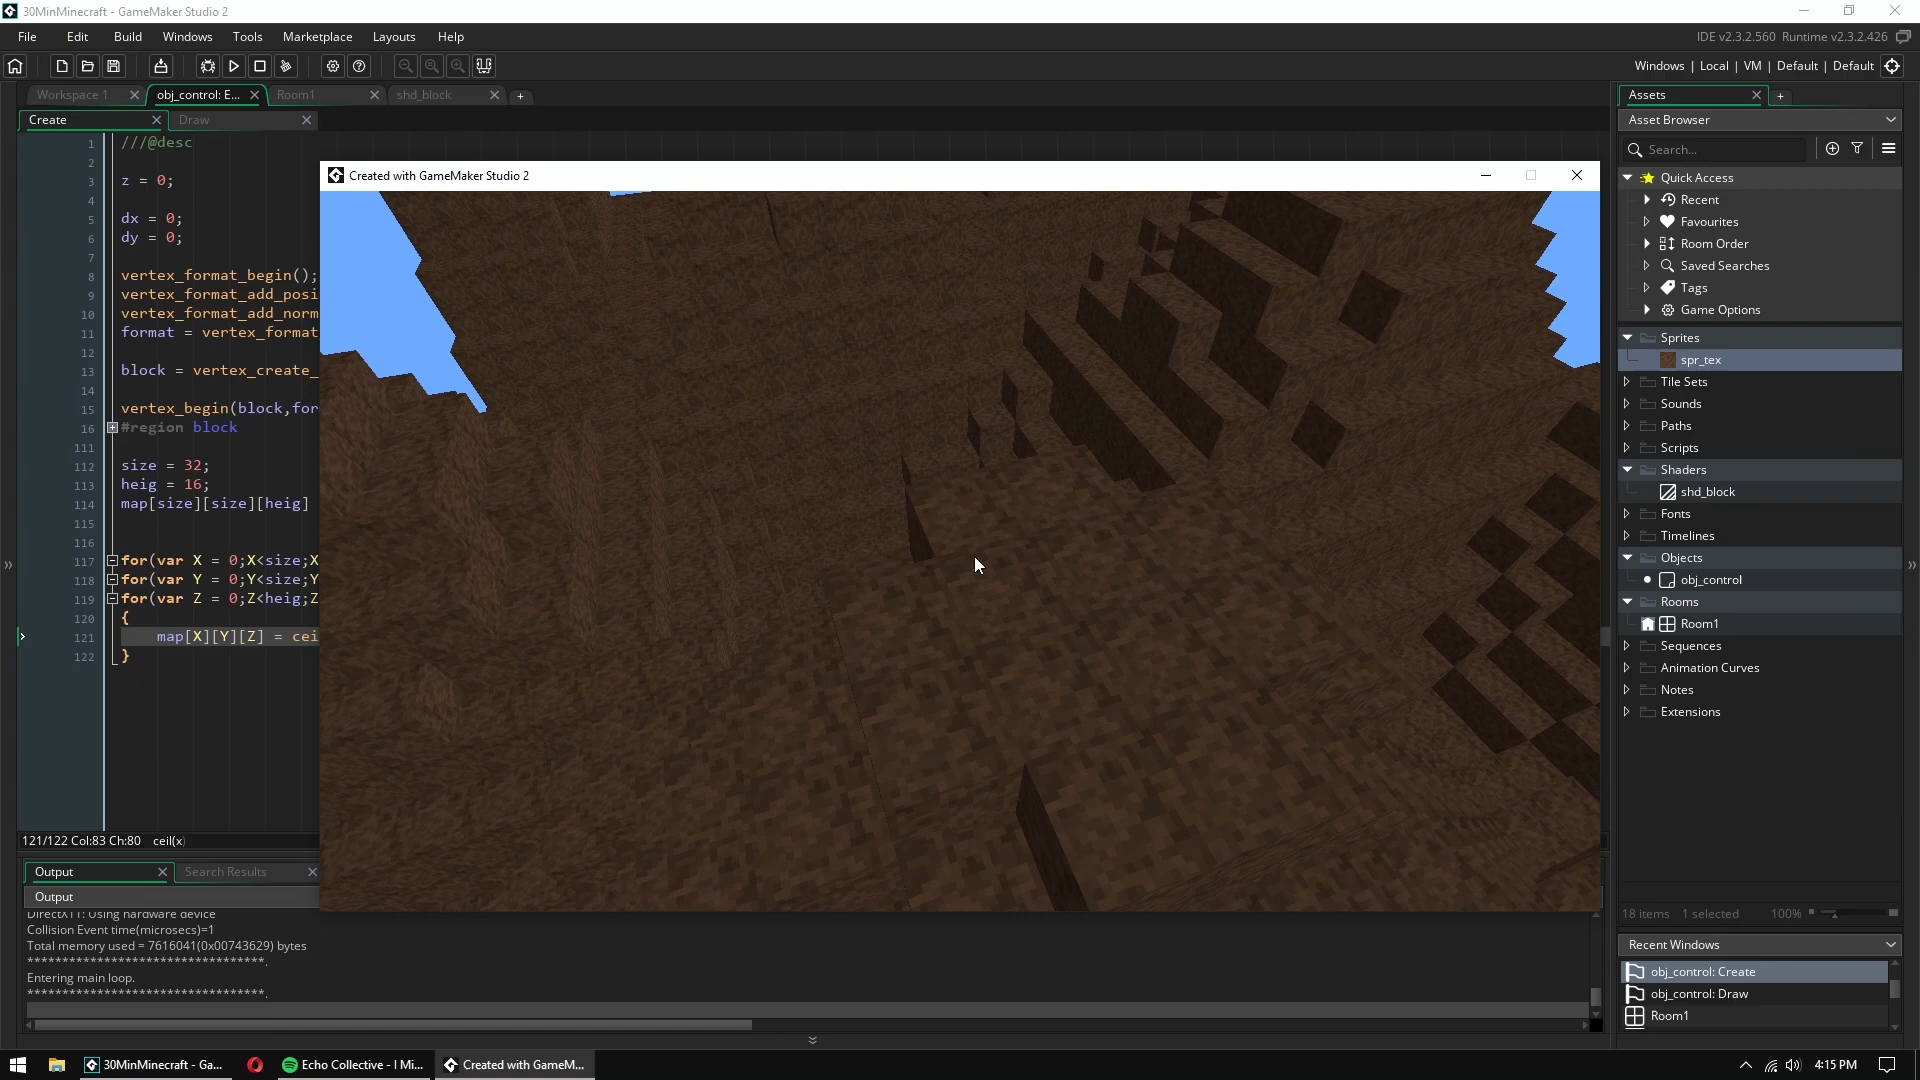 30MinMinecraft - GameMaker Studio 2
File Edit Build Windows Tools Marketplace Layouts Help
IDE v2.3.2.560 Runtime v2.3.2.426
Windows | Local | VM | Default | Default
Workspace 1
obj_control: E...
Room1
shd_block
Create
Draw
1 ///@desc
2
3 z = 0;
4
5 dx = 0;
6 dy = 0;
7
8 vertex_format_begin();
9 vertex_format_add_posi
10 vertex_format_add_norm
11 format = vertex_format
12
13 block = vertex_create_
14
15 vertex_begin(block,for
16 #region block
111
112 size = 32;
113 heig = 16;
114 map[size][size][heig]
115
116
117 for(var X = 0;X<size;X
118 for(var Y = 0;Y<size;Y
119 for(var Z = 0;Z<heig;Z
120 {
121 map[X][Y][Z] = cei
122 }
121/122 Col:83 Ch:80 ceil(x)
Created with GameMaker Studio 2
Output
Search Results
Output
DirectX11: Using hardware device
Collision Event time(microsecs)=1
Total memory used = 7616041(0x00743629) bytes
**********************************.
Entering main loop.
**********************************.
Assets
Asset Browser
Search...
Quick Access
Recent
Favourites
Room Order
Saved Searches
Tags
Game Options
Sprites
spr_tex
Tile Sets
Sounds
Paths
Scripts
Shaders
shd_block
Fonts
Timelines
Objects
obj_control
Rooms
Room1
Sequences
Animation Curves
Notes
Extensions
18 items 1 selected 100%
Recent Windows
obj_control: Create
obj_control: Draw
Room1
30MinMinecraft - Ga...
Echo Collective - I Mi...
Created with GameM...
4:15 PM